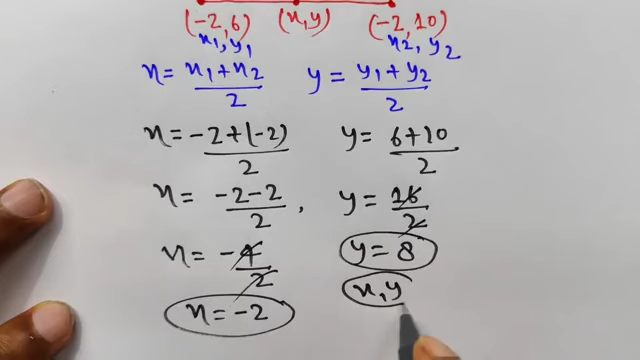 (-2,6) (x,y) (-2,10)
x₁,y₁ x₂,y₂
x = x₁+x₂/2 y = y₁+y₂/2
x = -2+(-2)/2 y = 6+10/2
x = -2-2/2, y = 16/2
x = -4/2 y = 8
x = -2 x,y